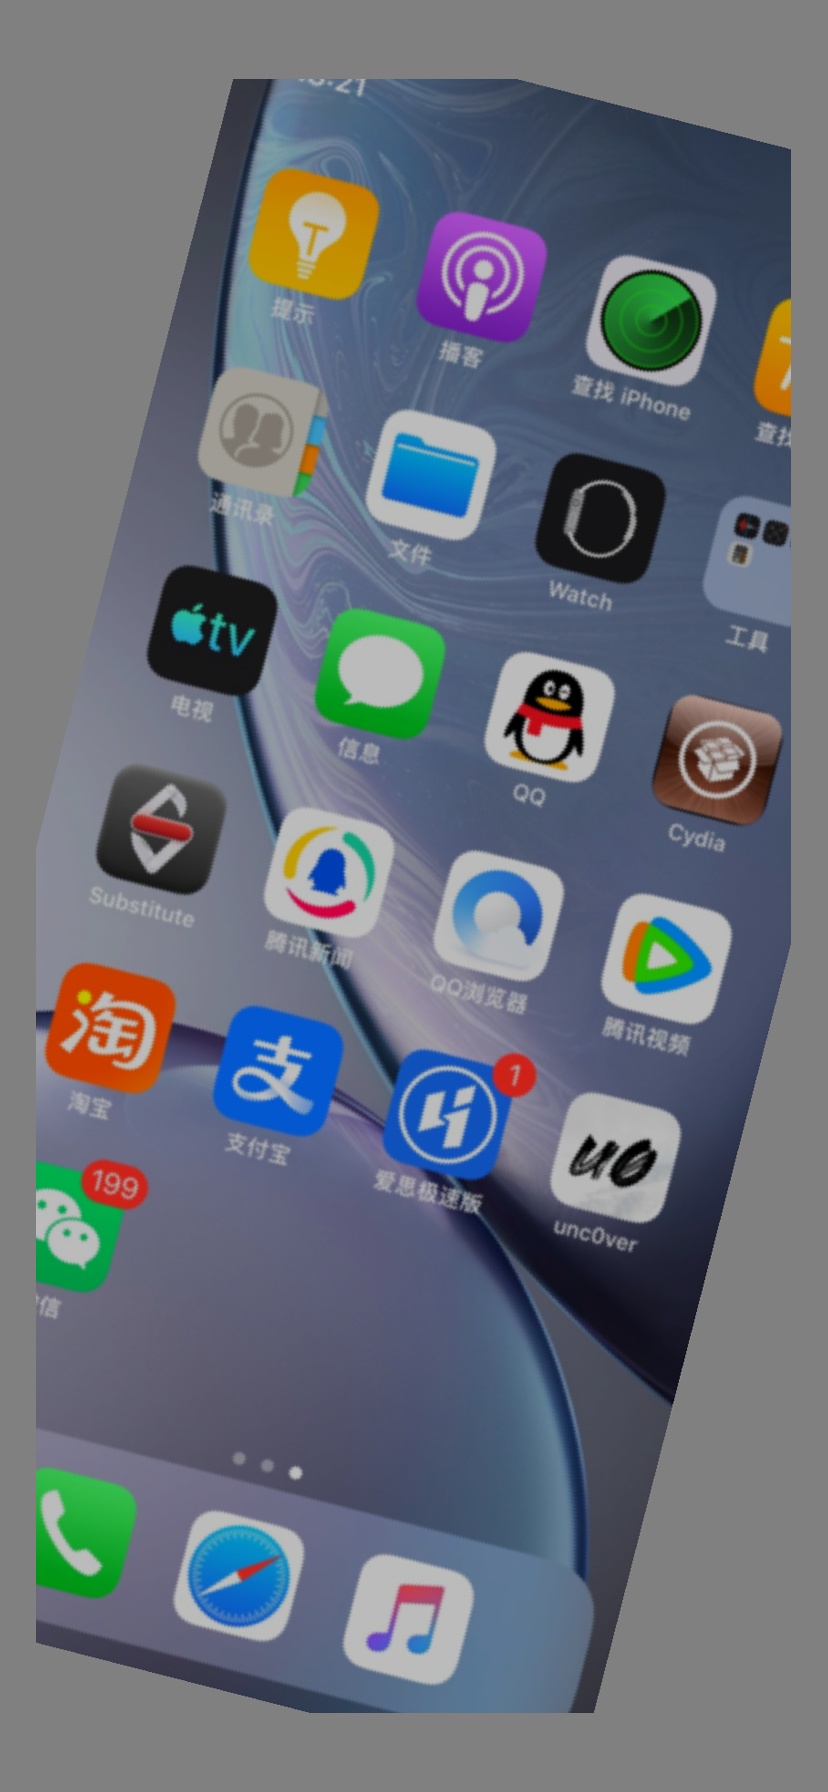 提示
播客
查找 iPhone
查找
通讯录
文件
Watch
工具
tv
电视
信息
QQ
Cydia
Substitute
腾讯新闻
QQ浏览器
腾讯视频
淘
淘宝
支
支付宝
1
爱思极速版
u0
unc0ver
199
信